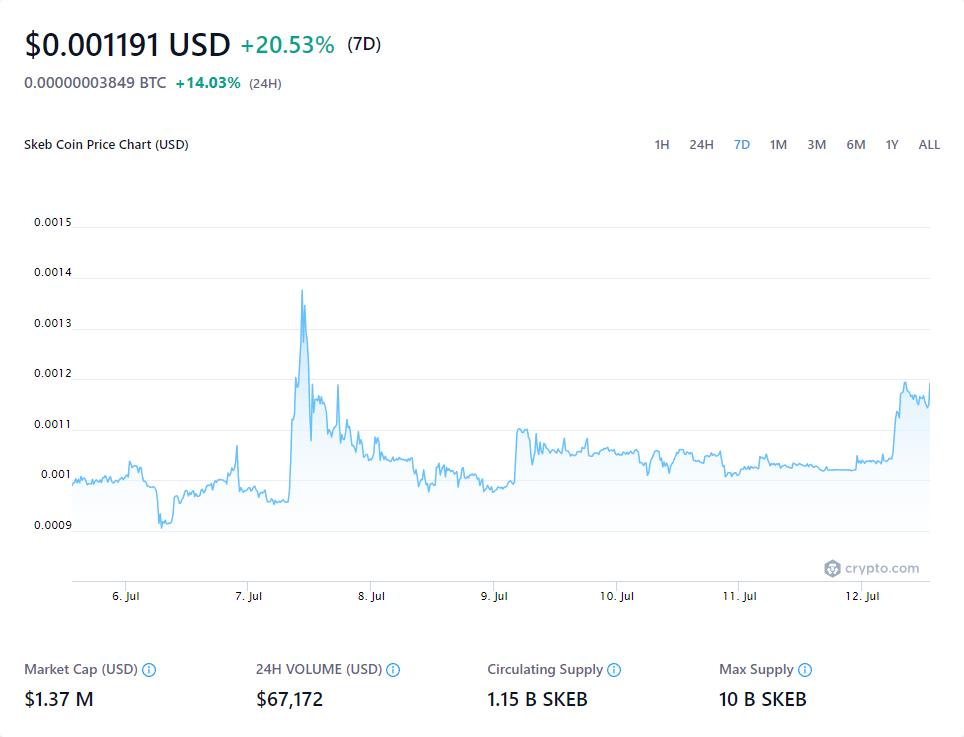 $0.001191 USD +20.53% (7D)
0.00000003849 BTC +14.03% (24H)
Skeb Coin Price Chart (USD) 1H 24H 7D 1M 3M 6M 1Y ALL
0.0015
0.0014
0.0013
0.0012
0.0011
0.001
0.0009
crypto.com
6. Jul 7. Jul 8. Jul 9. Jul 10. Jul 11. Jul 12. Jul
Market Cap (USD) 24H VOLUME (USD) Circulating Supply Max Supply
$1.37 M $67,172 1.15 B SKEB 10 B SKEB